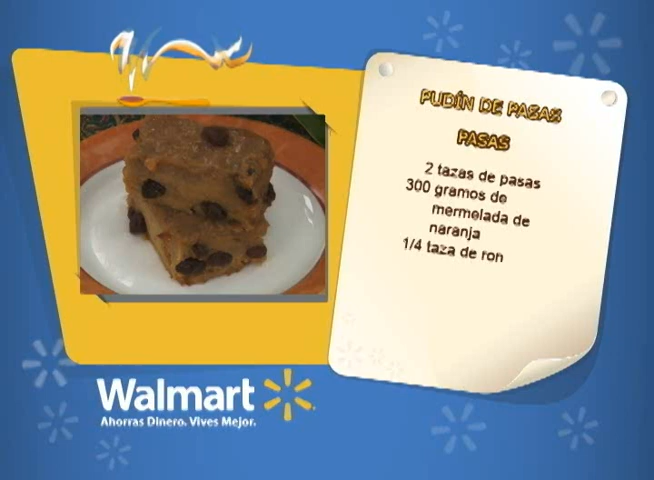 PUDÍN DE PASAS
PASAS
2 tazas de pasas
300 gramos de
mermelada de
naranja
1/4 taza de ron
Walmart
Ahorras Dinero. Vives Mejor.